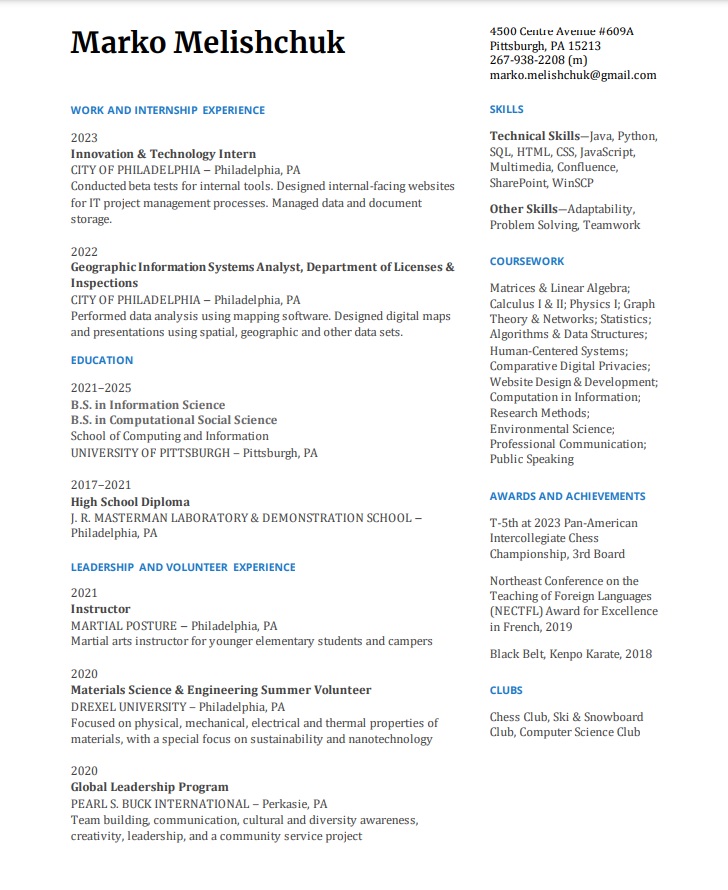 Marko Melishchuk
4500 Centre Avenue #609A
Pittsburgh, PA 15213
267-938-2208 (m)
marko.melishchuk@gmail.com
WORK AND INTERNSHIP EXPERIENCE
2023
Innovation & Technology Intern
CITY OF PHILADELPHIA – Philadelphia, PA
Conducted beta tests for internal tools. Designed internal-facing websites
for IT project management processes. Managed data and document
storage.
2022
Geographic Information Systems Analyst, Department of Licenses &
Inspections
CITY OF PHILADELPHIA – Philadelphia, PA
Performed data analysis using mapping software. Designed digital maps
and presentations using spatial, geographic and other data sets.
EDUCATION
2021–2025
B.S. in Information Science
B.S. in Computational Social Science
School of Computing and Information
UNIVERSITY OF PITTSBURGH – Pittsburgh, PA
2017–2021
High School Diploma
J. R. MASTERMAN LABORATORY & DEMONSTRATION SCHOOL –
Philadelphia, PA
LEADERSHIP AND VOLUNTEER EXPERIENCE
2021
Instructor
MARTIAL POSTURE – Philadelphia, PA
Martial arts instructor for younger elementary students and campers
2020
Materials Science & Engineering Summer Volunteer
DREXEL UNIVERSITY – Philadelphia, PA
Focused on physical, mechanical, electrical and thermal properties of
materials, with a special focus on sustainability and nanotechnology
2020
Global Leadership Program
PEARL S. BUCK INTERNATIONAL – Perkasie, PA
Team building, communication, cultural and diversity awareness,
creativity, leadership, and a community service project
SKILLS
Technical Skills—Java, Python,
SQL, HTML, CSS, JavaScript,
Multimedia, Confluence,
SharePoint, WinSCP
Other Skills—Adaptability,
Problem Solving, Teamwork
COURSEWORK
Matrices & Linear Algebra;
Calculus I & II; Physics I; Graph
Theory & Networks; Statistics;
Algorithms & Data Structures;
Human-Centered Systems;
Comparative Digital Privacies;
Website Design & Development;
Computation in Information;
Research Methods;
Environmental Science;
Professional Communication;
Public Speaking
AWARDS AND ACHIEVEMENTS
T-5th at 2023 Pan-American
Intercollegiate Chess
Championship, 3rd Board
Northeast Conference on the
Teaching of Foreign Languages
(NECTFL) Award for Excellence
in French, 2019
Black Belt, Kenpo Karate, 2018
CLUBS
Chess Club, Ski & Snowboard
Club, Computer Science Club